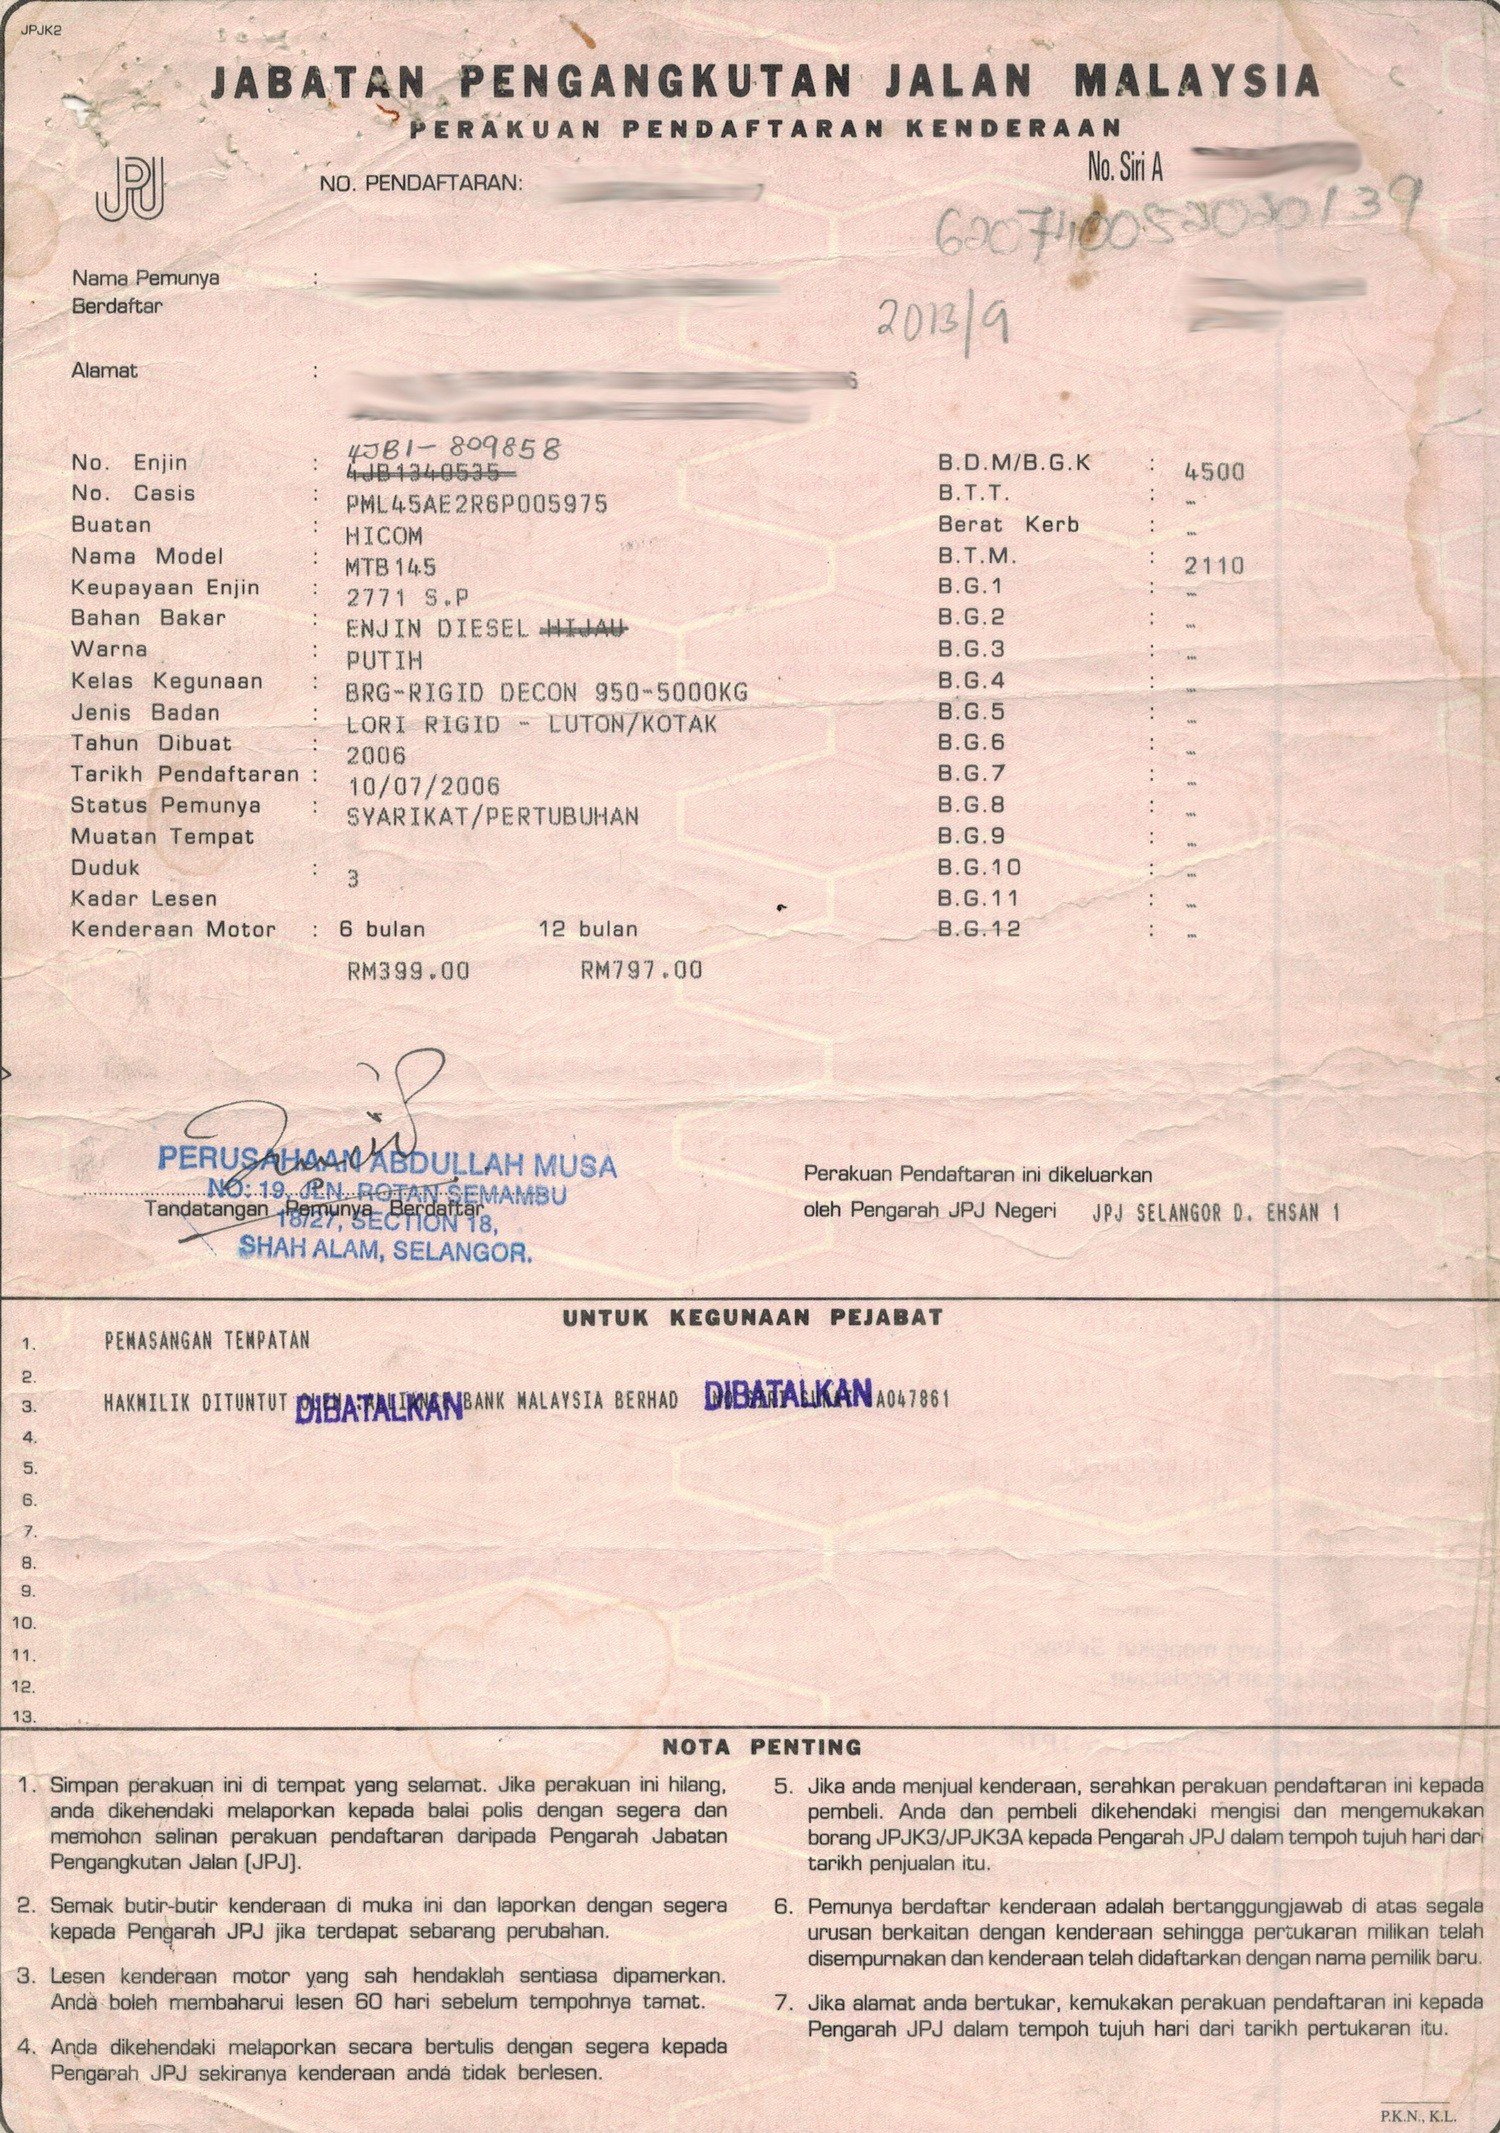 JPJK2
JABATAN PENGANGKUTAN JALAN MALAYSIA
PERAKUAN PENDAFTARAN KENDERAAN
JPJ
No. Siri A
NO. PENDAFTARAN:
139
Nama Pemunya :
Berdaftar
2013/9
Alamat :
4JB1-809858
No. Enjin : 4JB1340535 B.D.M/B.G.K : 4500
No. Casis : PML45AE2R6P005975 B.T.T. : -
Buatan : HICOM Berat Kerb : -
Nama Model : MTB145 B.T.M. : 2110
Keupayaan Enjin : 2771 S.P B.G.1 : -
Bahan Bakar : ENJIN DIESEL HIJAU B.G.2 : -
Warna : PUTIH B.G.3 : -
Kelas Kegunaan : BRG-RIGID DECON 950-5000KG B.G.4 : -
Jenis Badan : LORI RIGID - LUTON/KOTAK B.G.5 : -
Tahun Dibuat : 2006 B.G.6 : -
Tarikh Pendaftaran : 10/07/2006 B.G.7 : -
Status Pemunya : SYARIKAT/PERTUBUHAN B.G.8 : -
Muatan Tempat B.G.9 : -
Duduk : 3 B.G.10 : -
Kadar Lesen B.G.11 : -
Kenderaan Motor : 6 bulan 12 bulan B.G.12 : -
RM399.00 RM797.00
PERUSAHAAN ABDULLAH MUSA
NO: 19, JLN. ROTAN SEMAMBU
Tandatangan Pemunya Berdaftar
18/27, SECTION 18,
SHAH ALAM, SELANGOR.
Perakuan Pendaftaran ini dikeluarkan
oleh Pengarah JPJ Negeri JPJ SELANGOR D. EHSAN 1
UNTUK KEGUNAAN PEJABAT
1. PEMASANGAN TEMPATAN
2.
3. HAKMILIK DITUNTUT OLEH :ALLIANCE BANK MALAYSIA BERHAD NO SIRI SURAT :A047861
DIBATALKAN DIBATALKAN
4.
5.
6.
7.
8.
9.
10.
11.
12.
13.
NOTA PENTING
1. Simpan perakuan ini di tempat yang selamat. Jika perakuan ini hilang,
anda dikehendaki melaporkan kepada balai polis dengan segera dan
memohon salinan perakuan pendaftaran daripada Pengarah Jabatan
Pengangkutan Jalan (JPJ).
2. Semak butir-butir kenderaan di muka ini dan laporkan dengan segera
kepada Pengarah JPJ jika terdapat sebarang perubahan.
3. Lesen kenderaan motor yang sah hendaklah sentiasa dipamerkan.
Anda boleh membaharui lesen 60 hari sebelum tempohnya tamat.
4. Anda dikehendaki melaporkan secara bertulis dengan segera kepada
Pengarah JPJ sekiranya kenderaan anda tidak berlesen.
5. Jika anda menjual kenderaan, serahkan perakuan pendaftaran ini kepada
pembeli. Anda dan pembeli dikehendaki mengisi dan mengemukakan
borang JPJK3/JPJK3A kepada Pengarah JPJ dalam tempoh tujuh hari dari
tarikh penjualan itu.
6. Pemunya berdaftar kenderaan adalah bertanggungjawab di atas segala
urusan berkaitan dengan kenderaan sehingga pertukaran milikan telah
disempurnakan dan kenderaan telah didaftarkan dengan nama pemilik baru.
7. Jika alamat anda bertukar, kemukakan perakuan pendaftaran ini kepada
Pengarah JPJ dalam tempoh tujuh hari dari tarikh pertukaran itu.
P.K.N., K.L.